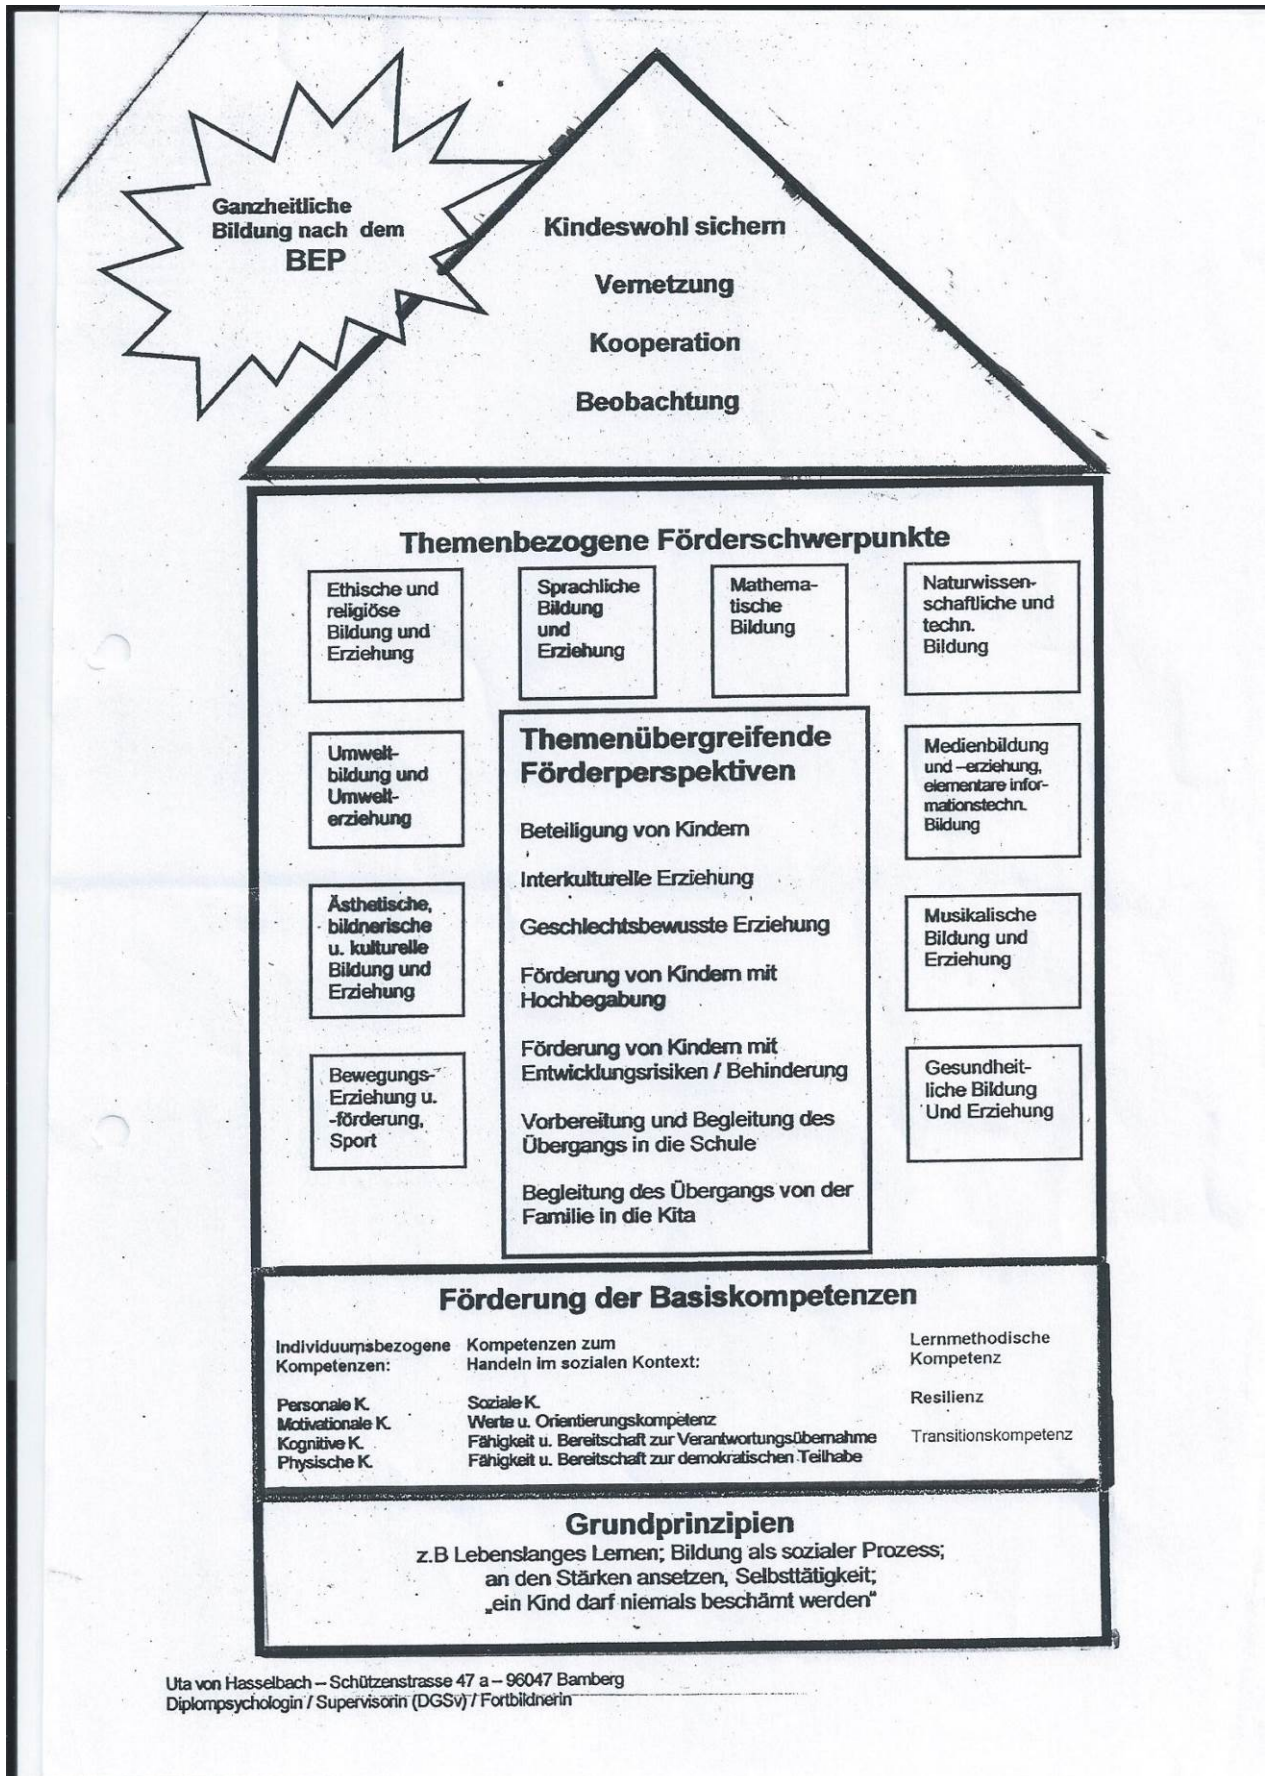 Ganzheitliche
Bildung nach dem
BEP
Kindeswohl sichern
Vernetzung
Kooperation
Beobachtung
Themenbezogene Förderschwerpunkte
Ethische und
religiöse
Bildung und
Erziehung
Sprachliche
Bildung
und
Erziehung
Mathema-
tische
Bildung
Naturwissen-
schaftliche und
techn.
Bildung
Umwelt-
bildung und
Umwelt-
erziehung
Ästhetische,
bildnerische
u. kulturelle
Bildung und
Erziehung
Bewegungs-
Erziehung u.
-förderung,
Sport
Themenübergreifende
Förderperspektiven
Beteiligung von Kindern
Interkulturelle Erziehung
Geschlechtsbewusste Erziehung
Förderung von Kindern mit
Hochbegabung
Förderung von Kindern mit
Entwicklungsrisiken / Behinderung
Vorbereitung und Begleitung des
Übergangs in die Schule
Begleitung des Übergangs von der
Familie in die Kita
Medienbildung
und –erziehung,
elementare infor-
mationstechn.
Bildung
Musikalische
Bildung und
Erziehung
Gesundheit-
liche Bildung
Und Erziehung
Förderung der Basiskompetenzen
Individuumsbezogene
Kompetenzen:
Personale K.
Motivationale K.
Kognitive K.
Physische K.
Kompetenzen zum
Handeln im sozialen Kontext:
Soziale K.
Werte u. Orientierungskompetenz
Fähigkeit u. Bereitschaft zur Verantwortungsübernahme
Fähigkeit u. Bereitschaft zur demokratischen Teilhabe
Lernmethodische
Kompetenz
Resilienz
Transitionskompetenz
Grundprinzipien
z.B Lebenslanges Lernen; Bildung als sozialer Prozess;
an den Stärken ansetzen, Selbsttätigkeit;
„ein Kind darf niemals beschämt werden“
Uta von Hasselbach – Schützenstrasse 47 a – 96047 Bamberg
Diplompsychologin / Supervisorin (DGSv) / Fortbildnerin